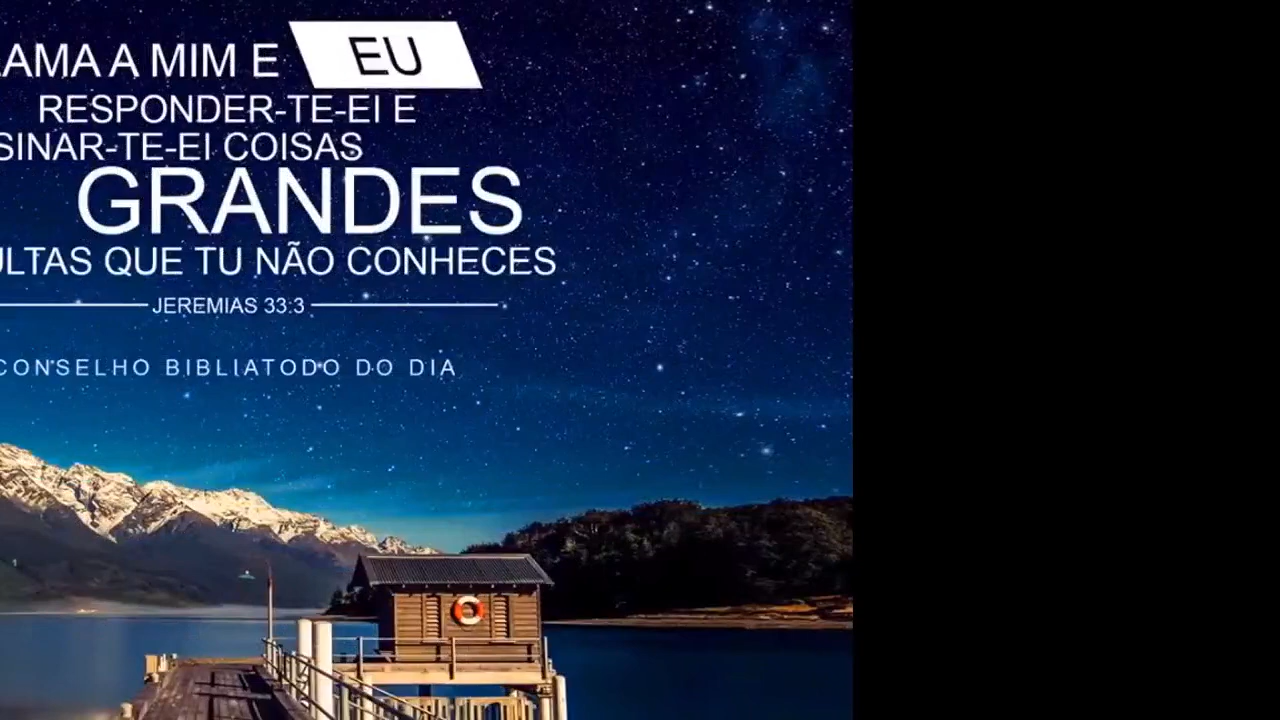 AMA A MIM E EU
RESPONDER-TE-EI E
SINAR-TE-EI COISAS
GRANDES
ULTAS QUE TU NÃO CONHECES
JEREMIAS 33:3
CONSELHO BIBLIATODO DO DIA